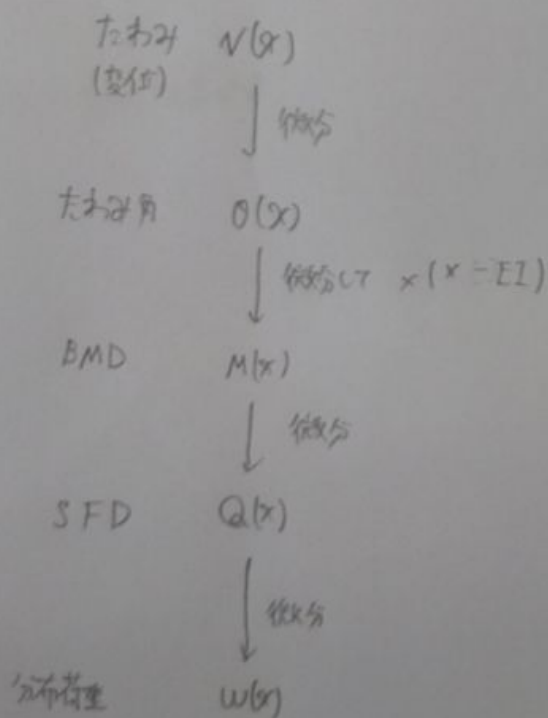 たわみ V(x)
(変位)
微分
たわみ角 θ(x)
微分して ×(x-EI)
BMD M(x)
微分
SFD Q(x)
微分
分布荷重 W(x)